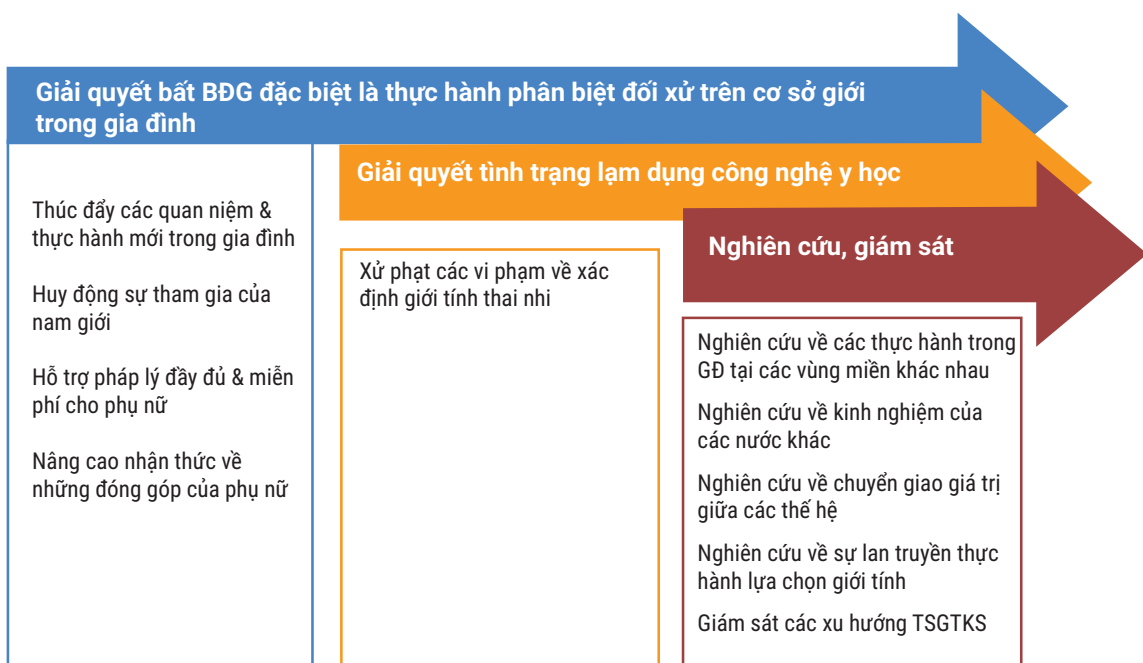 Giải quyết bất BĐG đặc biệt là thực hành phân biệt đối xử trên cơ sở giới
trong gia đình
Thúc đẩy các quan niệm &
thực hành mới trong gia đình
Huy động sự tham gia của
nam giới
Hỗ trợ pháp lý đầy đủ & miễn
phí cho phụ nữ
Nâng cao nhận thức về
những đóng góp của phụ nữ
Giải quyết tình trạng lạm dụng công nghệ y học
Xử phạt các vi phạm về xác
định giới tính thai nhi
Nghiên cứu, giám sát
Nghiên cứu về các thực hành trong
GĐ tại các vùng miền khác nhau
Nghiên cứu về kinh nghiệm của
các nước khác
Nghiên cứu về chuyển giao giá trị
giữa các thế hệ
Nghiên cứu về sự lan truyền thực
hành lựa chọn giới tính
Giám sát các xu hướng TSGTKS